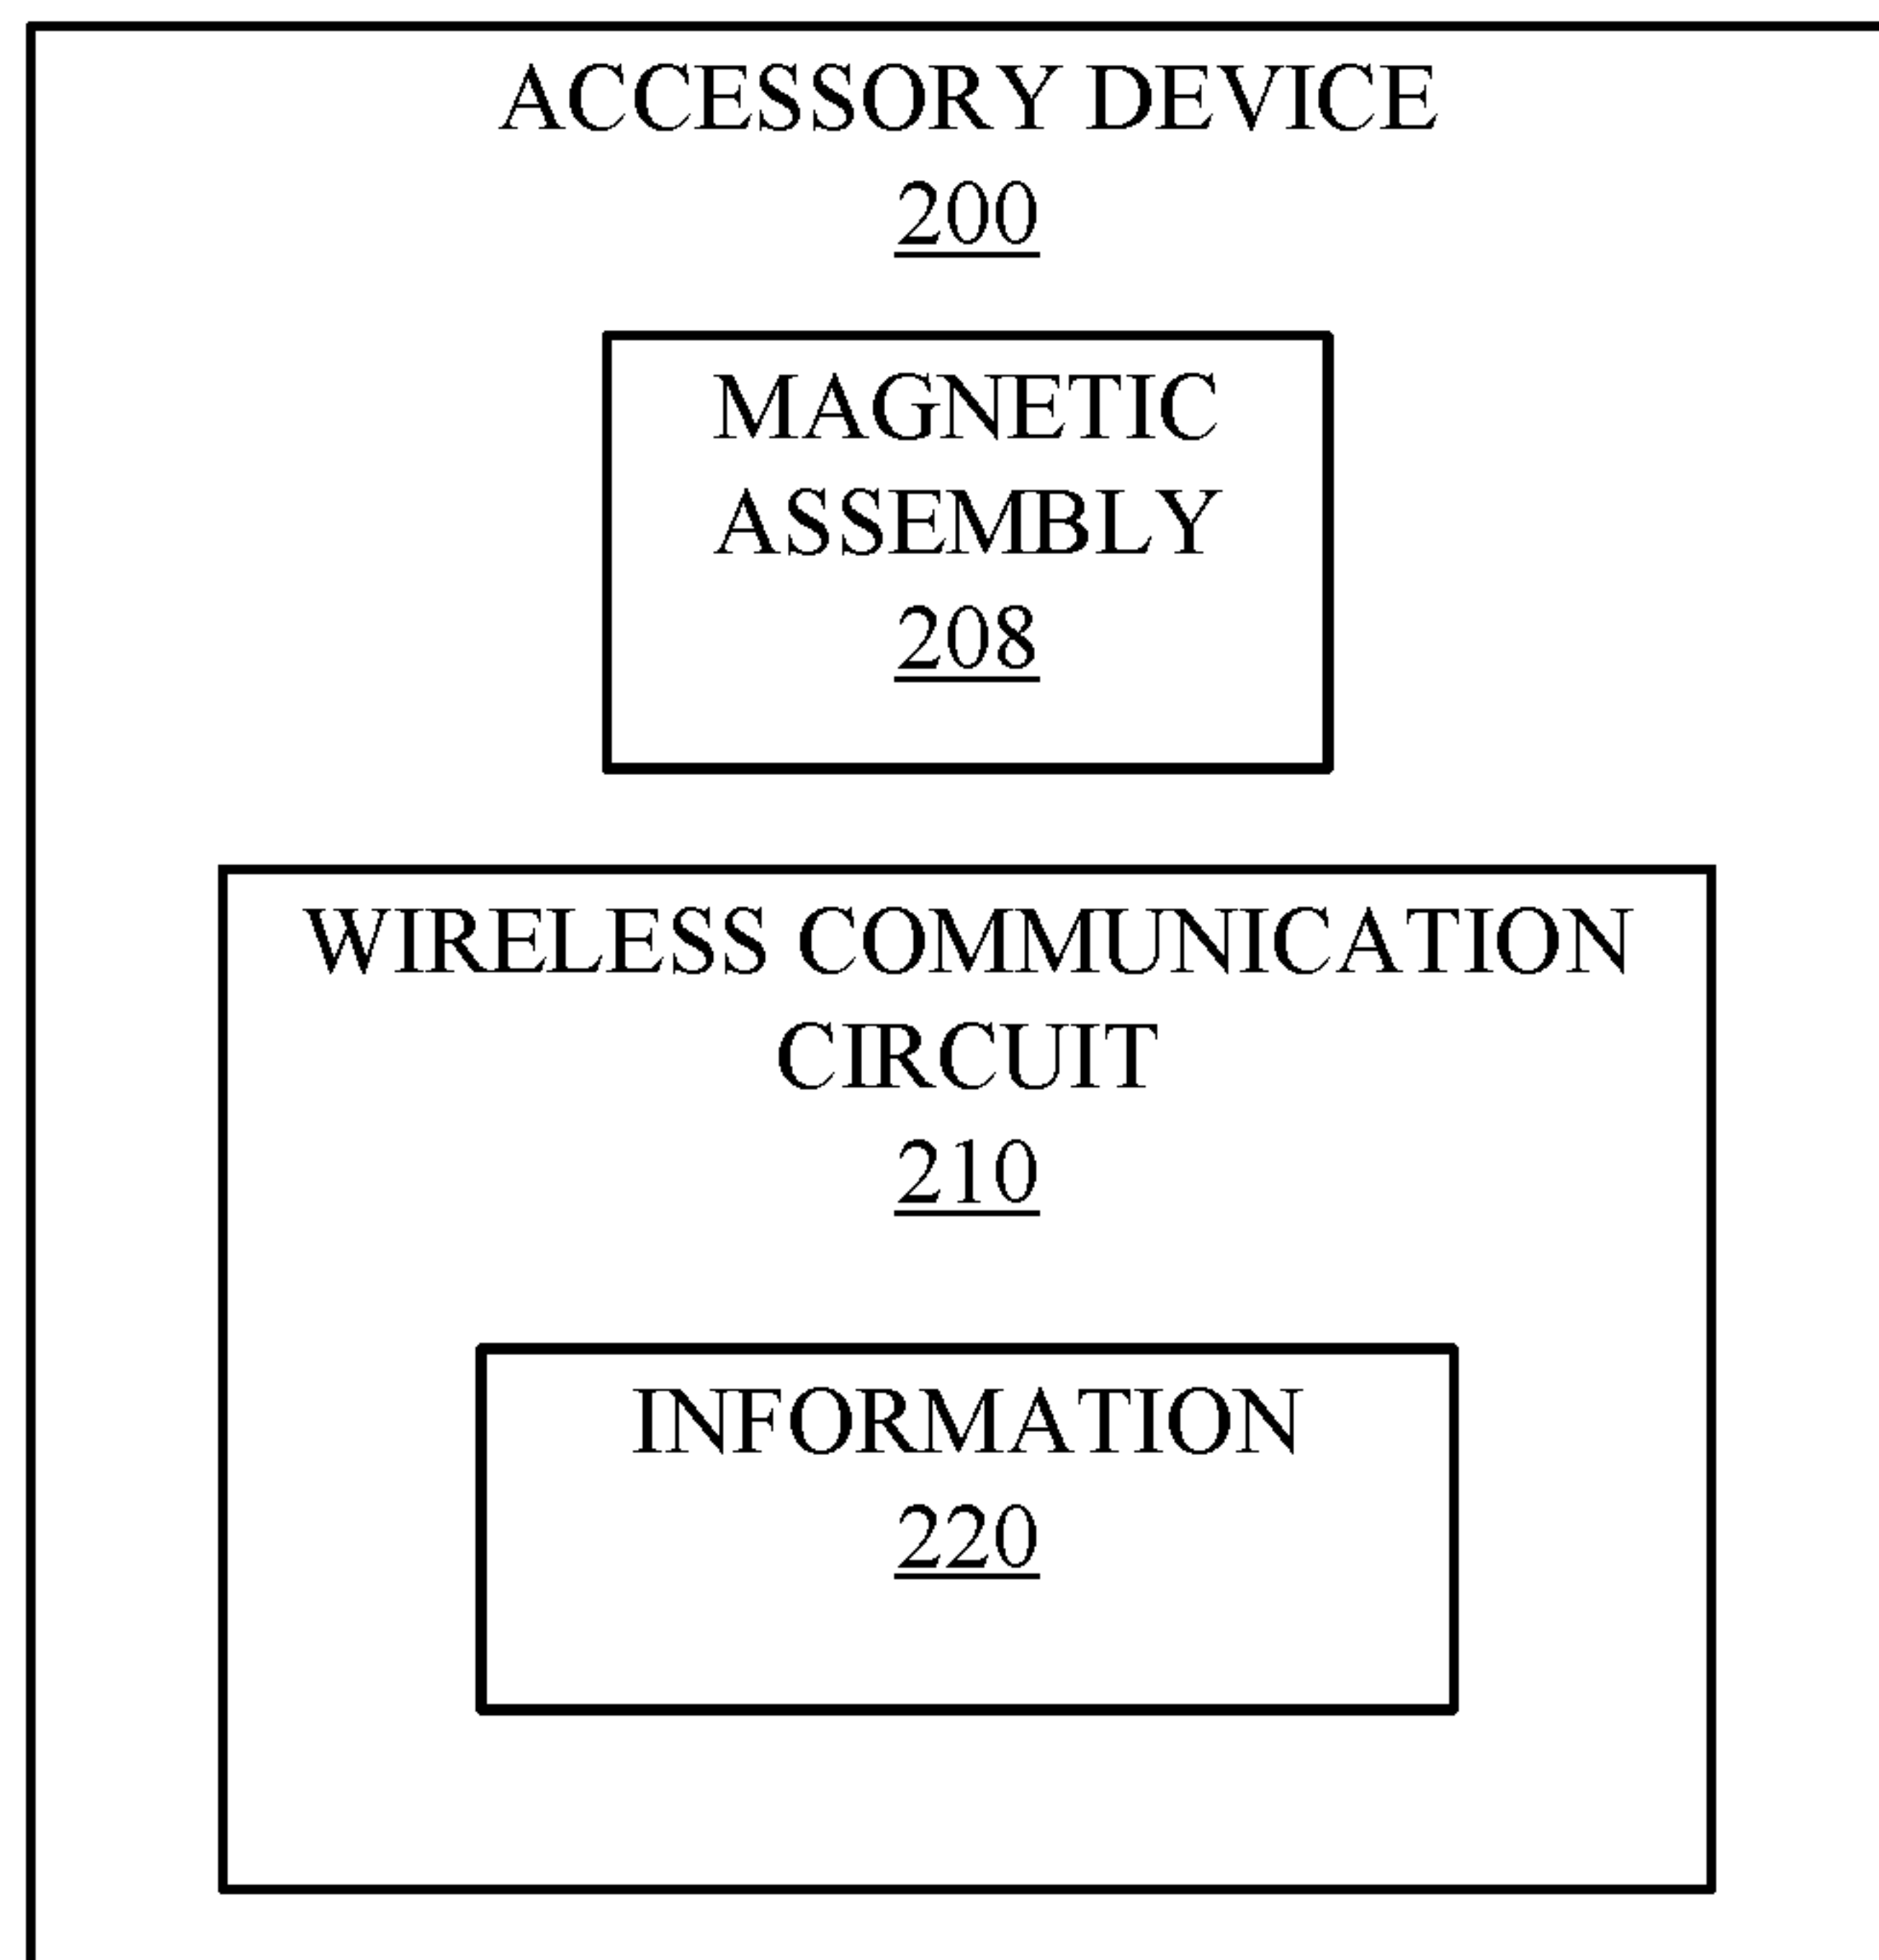 ACCESSORY DEVICE
200
MAGNETIC
ASSEMBLY
208
WIRELESS COMMUNICATION
CIRCUIT
210
INFORMATION
220